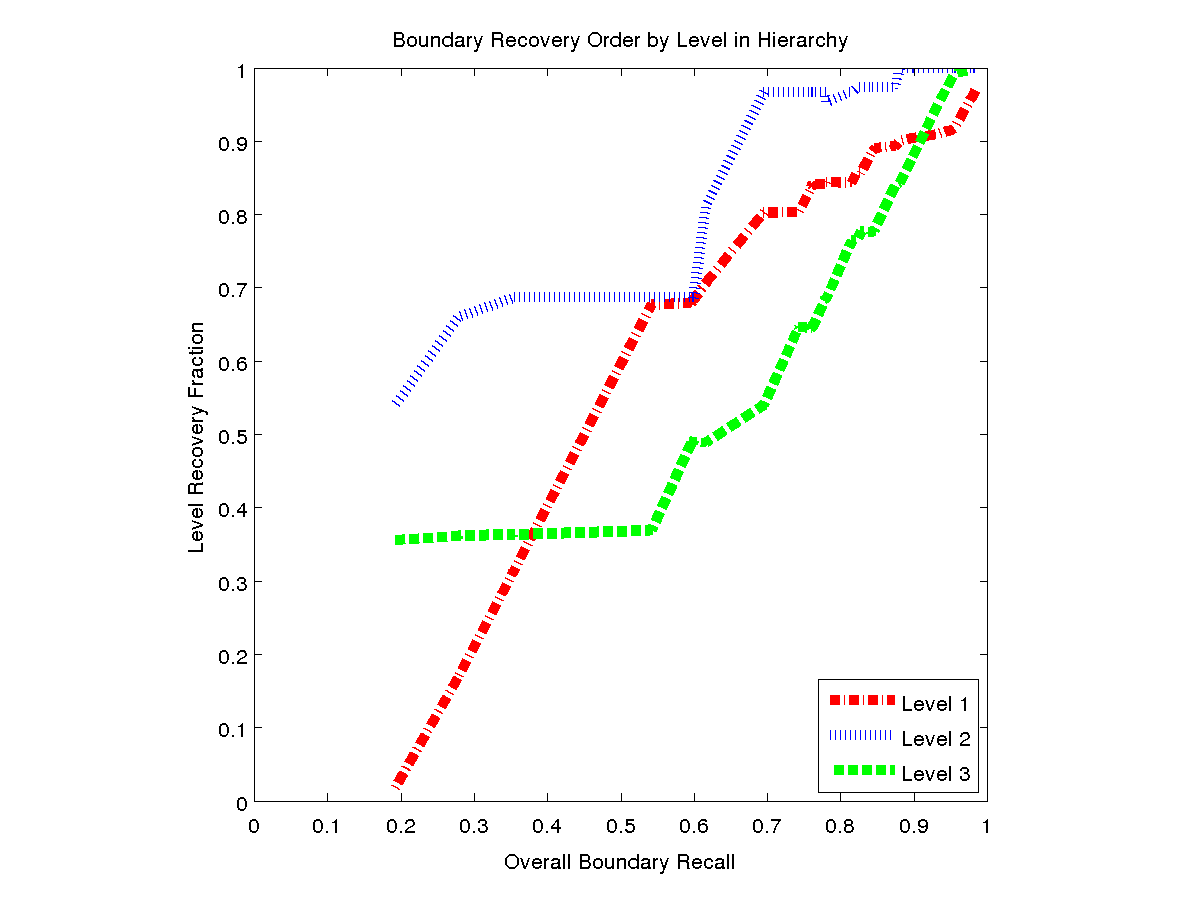 Boundary Recovery Order by Level in Hierarchy
1
0.9
0.8
0.7
0.6
0.5
0.4
0.3
0.2
0.1
0
Level Recovery Fraction
Level 1
Level 2
Level 3
0 0.1 0.2 0.3 0.4 0.5 0.6 0.7 0.8 0.9 1
Overall Boundary Recall